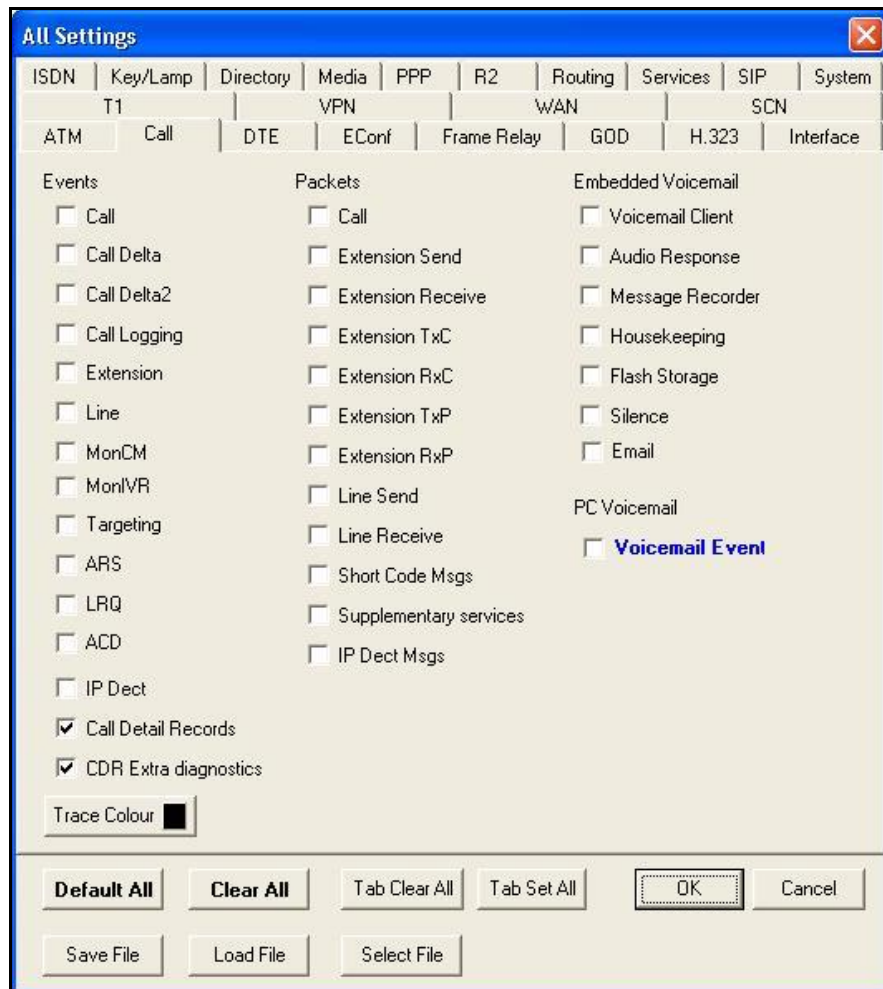 All Settings
ISDN Key/Lamp Directory Media PPP R2 Routing Services SIP System
T1 VPN WAN SCN
ATM Call DTE EConf Frame Relay GOD H.323 Interface
Events
Call
Call Delta
Call Delta2
Call Logging
Extension
Line
MonCM
MonIVR
Targeting
ARS
LRQ
ACD
IP Dect
Call Detail Records
CDR Extra diagnostics
Trace Colour
Packets
Call
Extension Send
Extension Receive
Extension TxC
Extension RxC
Extension TxP
Extension RxP
Line Send
Line Receive
Short Code Msgs
Supplementary services
IP Dect Msgs
Embedded Voicemail
Voicemail Client
Audio Response
Message Recorder
Housekeeping
Flash Storage
Silence
Email
PC Voicemail
Voicemail Event
Default All Clear All Tab Clear All Tab Set All OK Cancel
Save File Load File Select File